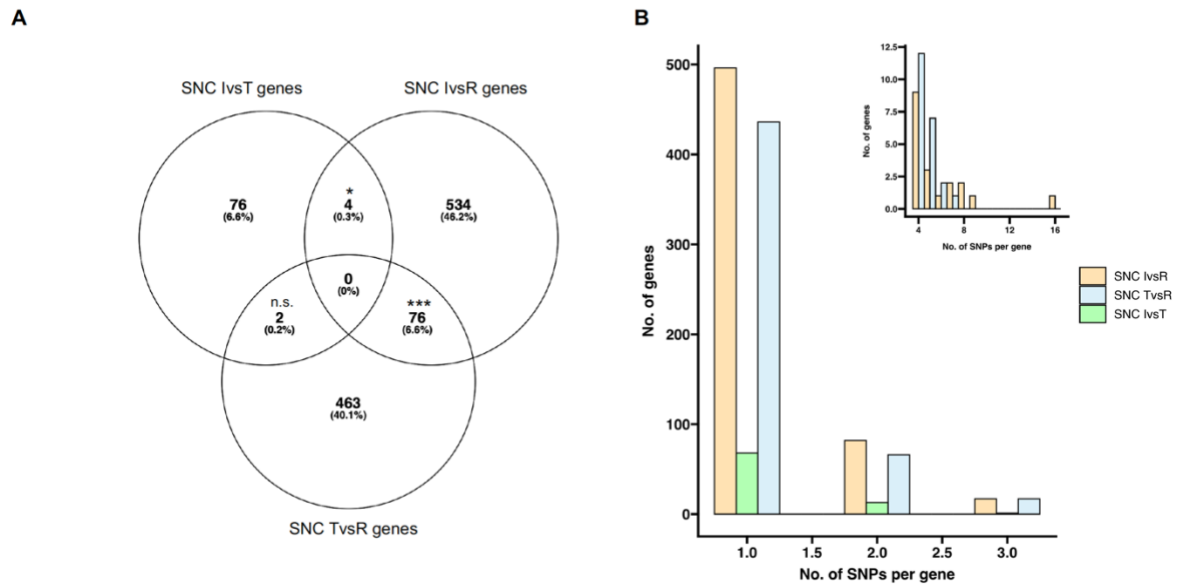 A
SNC IvsT genes
SNC IvsR genes
76
(6.6%)
*
4
(0.3%)
534
(46.2%)
0
(0%)
n.s.
2
(0.2%)
***
76
(6.6%)
463
(40.1%)
SNC TvsR genes
B
500
400
300
200
100
0
No. of genes
1.0 1.5 2.0 2.5 3.0
No. of SNPs per gene
12.5
10.0
7.5
5.0
2.5
0.0
No. of genes
4 8 12 16
No. of SNPs per gene
SNC IvsR
SNC TvsR
SNC IvsT